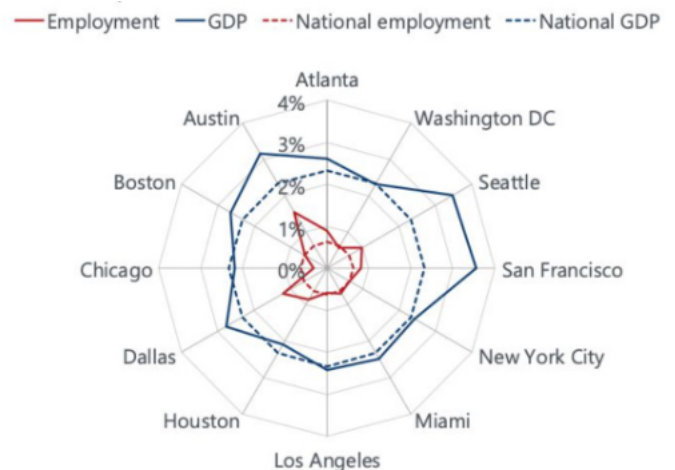 Employment GDP National employment National GDP
Atlanta
4%
Austin Washington DC
3%
Boston 2% Seattle
1%
Chicago 0% San Francisco
Dallas New York City
Houston Miami
Los Angeles